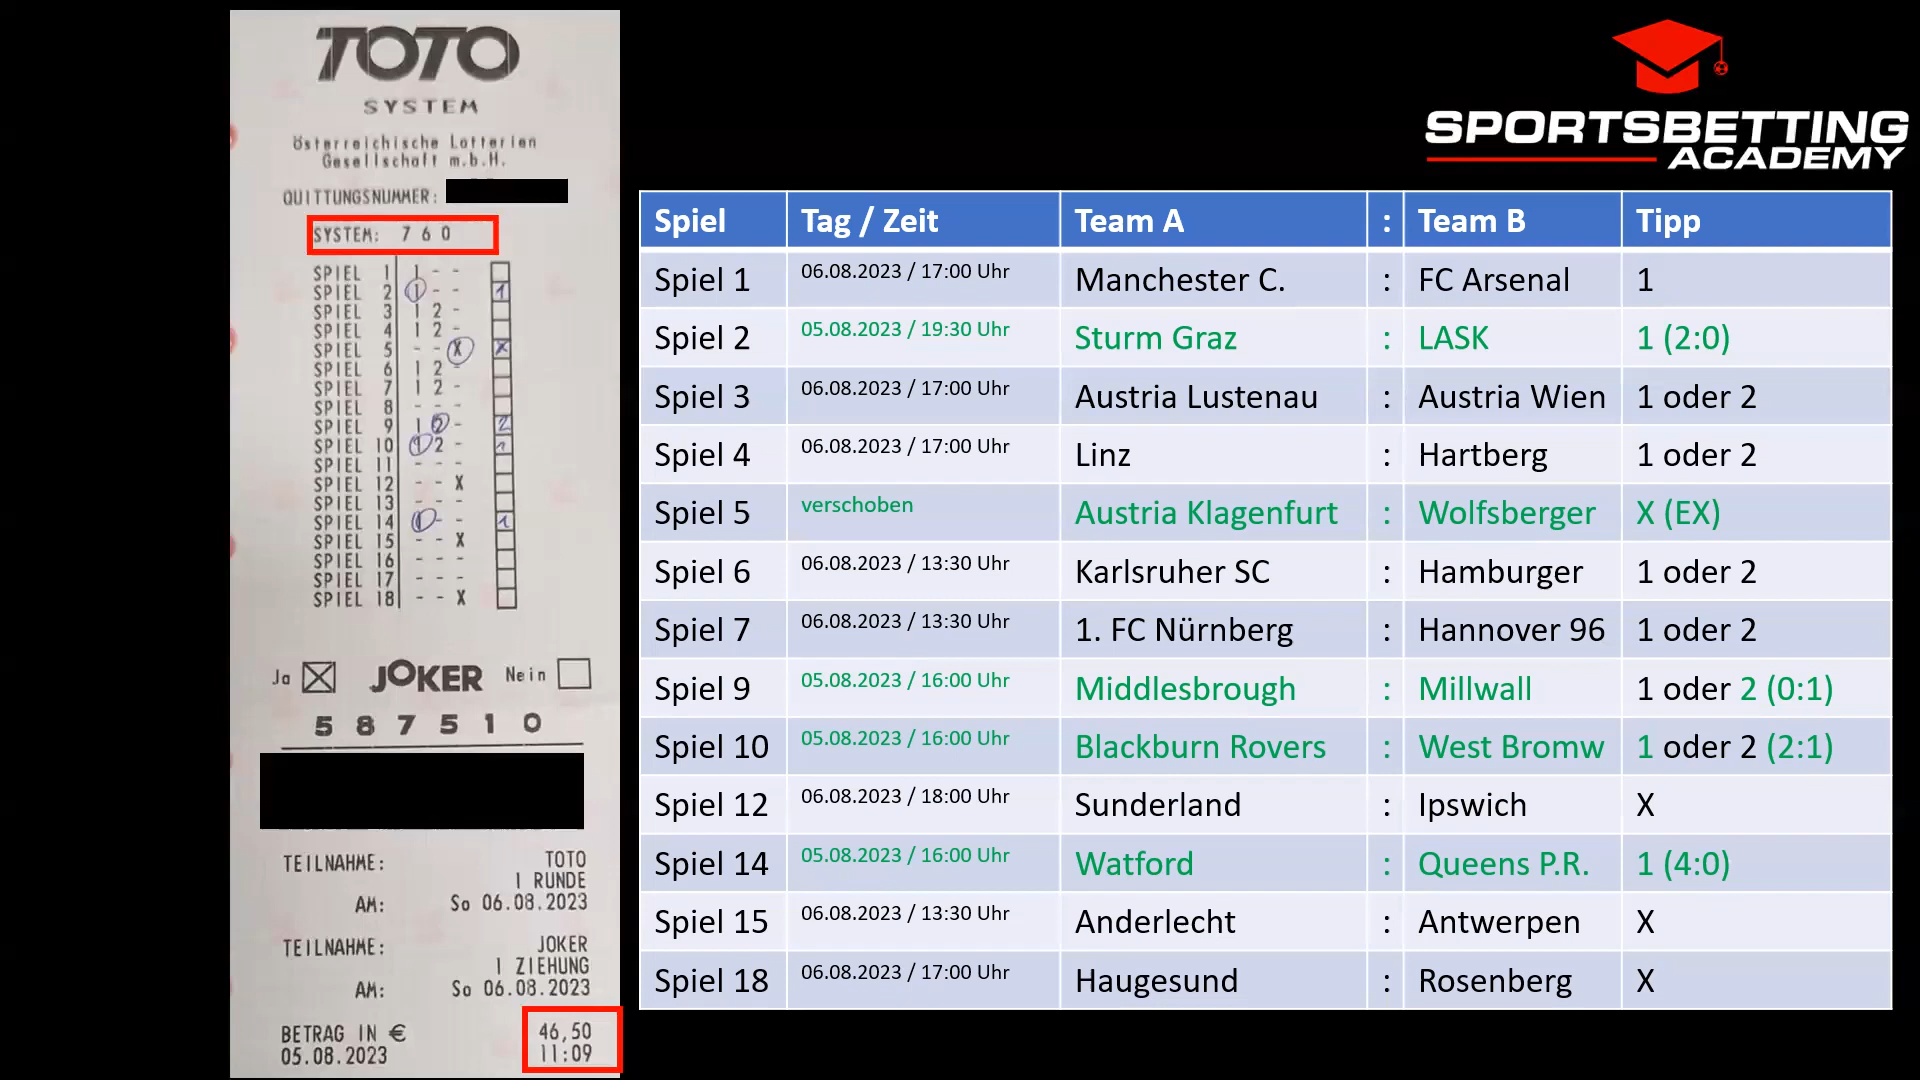 TOTO
SYSTEM
Österreichische Lotterien
Gesellschaft m.b.H.
QUITTUNGSNUMMER:
SYSTEM: 7 6 0
SPIEL 1 1 - -
SPIEL 2 1 - - 1
SPIEL 3 1 2 -
SPIEL 4 1 2 -
SPIEL 5 - - X X
SPIEL 6 1 2 -
SPIEL 7 1 2 -
SPIEL 8 - - -
SPIEL 9 1 2 - 2
SPIEL 10 1 2 - 1
SPIEL 11 - - -
SPIEL 12 - - X
SPIEL 13 - - -
SPIEL 14 1 - - 1
SPIEL 15 - - X
SPIEL 16 - - -
SPIEL 17 - - -
SPIEL 18 - - X
Ja JOKER Nein
5 8 7 5 1 0
TEILNAHME: TOTO
1 RUNDE
AM: So 06.08.2023
TEILNAHME: JOKER
1 ZIEHUNG
AM: So 06.08.2023
BETRAG IN € 46,50
05.08.2023 11:09
SPORTSBETTING
ACADEMY
Spiel Tag / Zeit Team A : Team B Tipp
Spiel 1 06.08.2023 / 17:00 Uhr Manchester C. : FC Arsenal 1
Spiel 2 05.08.2023 / 19:30 Uhr Sturm Graz : LASK 1 (2:0)
Spiel 3 06.08.2023 / 17:00 Uhr Austria Lustenau : Austria Wien 1 oder 2
Spiel 4 06.08.2023 / 17:00 Uhr Linz : Hartberg 1 oder 2
Spiel 5 verschoben Austria Klagenfurt : Wolfsberger X (EX)
Spiel 6 06.08.2023 / 13:30 Uhr Karlsruher SC : Hamburger 1 oder 2
Spiel 7 06.08.2023 / 13:30 Uhr 1. FC Nürnberg : Hannover 96 1 oder 2
Spiel 9 05.08.2023 / 16:00 Uhr Middlesbrough : Millwall 1 oder 2 (0:1)
Spiel 10 05.08.2023 / 16:00 Uhr Blackburn Rovers : West Bromw 1 oder 2 (2:1)
Spiel 12 06.08.2023 / 18:00 Uhr Sunderland : Ipswich X
Spiel 14 05.08.2023 / 16:00 Uhr Watford : Queens P.R. 1 (4:0)
Spiel 15 06.08.2023 / 13:30 Uhr Anderlecht : Antwerpen X
Spiel 18 06.08.2023 / 17:00 Uhr Haugesund : Rosenberg X